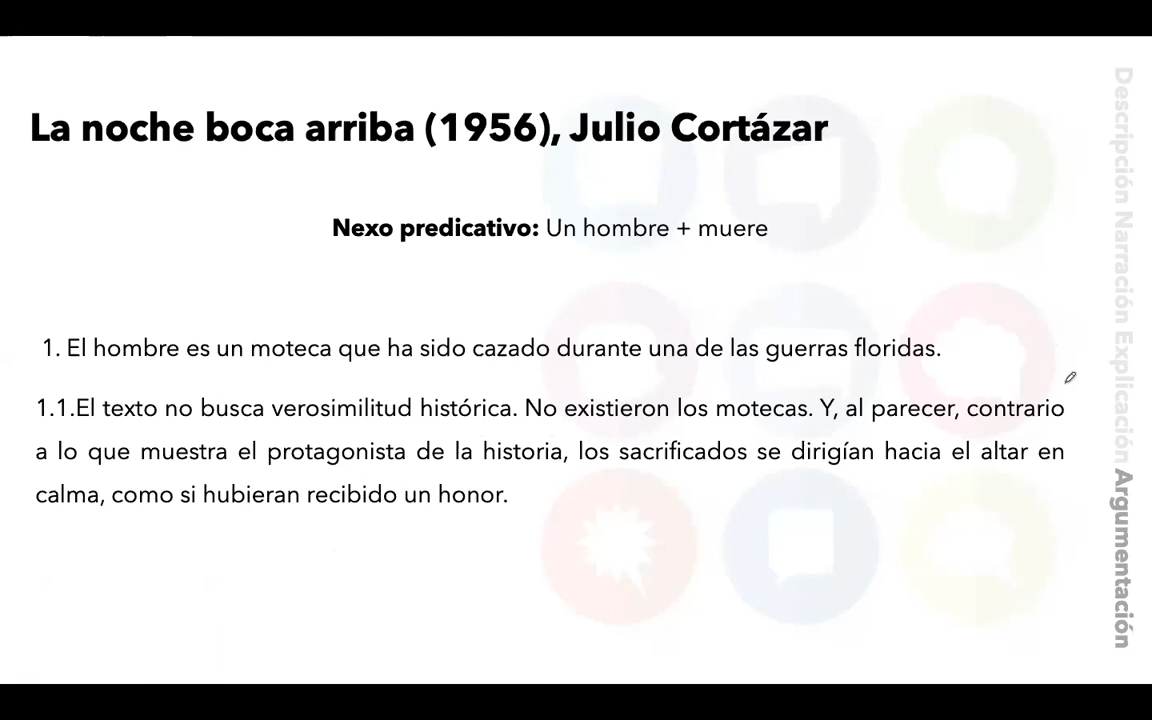 La noche boca arriba (1956), Julio Cortázar
Nexo predicativo: Un hombre + muere
1. El hombre es un moteca que ha sido cazado durante una de las guerras floridas.
1.1.El texto no busca verosimilitud histórica. No existieron los motecas. Y, al parecer, contrario
a lo que muestra el protagonista de la historia, los sacrificados se dirigían hacia el altar en
calma, como si hubieran recibido un honor.
Descripción Narración Explicación Argumentación